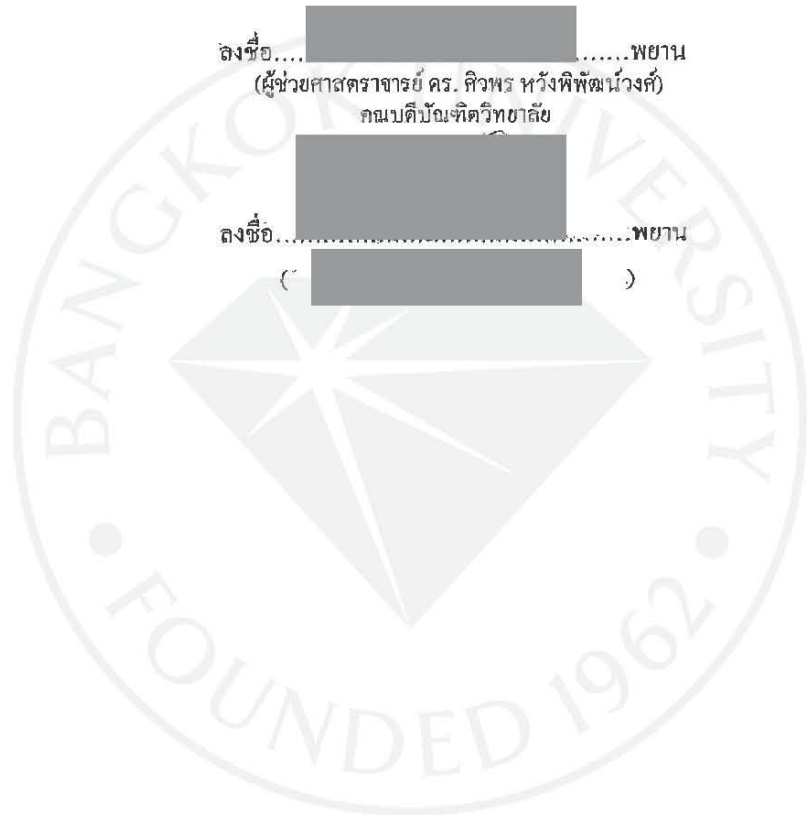 ลงชื่อ.... .......พยาน
(ผู้ช่วยศาสตราจารย์ ดร. ศิวพร หวังพิพัฒน์วงศ์)
คณบดีบัณฑิตวิทยาลัย
ลงชื่อ.............................................พยาน
( )
BANGKOK UNIVERSITY
• FOUNDED 1962 •